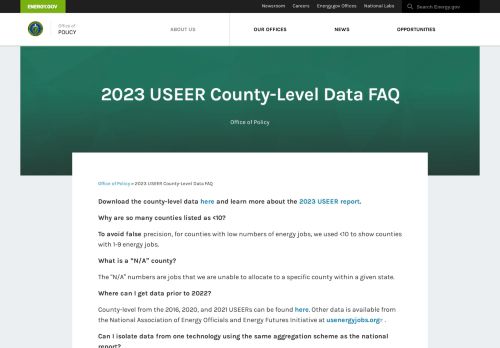 ENERGY.GOV
Newsroom Careers Energy.gov Offices National Labs Search Energy.gov
Office of
POLICY
ABOUT US OUR OFFICES NEWS OPPORTUNITIES
2023 USEER County-Level Data FAQ
Office of Policy
Office of Policy » 2023 USEER County-Level Data FAQ
Download the county-level data here and learn more about the 2023 USEER report.
Why are so many counties listed as <10?
To avoid false precision, for counties with low numbers of energy jobs, we used <10 to show counties
with 1-9 energy jobs.
What is a "N/A" county?
The "N/A" numbers are jobs that we are unable to allocate to a specific county within a given state.
Where can I get data prior to 2022?
County-level from the 2016, 2020, and 2021 USEERs can be found here. Other data is available from
the National Association of Energy Officials and Energy Futures Initiative at usenergyjobs.org .
Can I isolate data from one technology using the same aggregation scheme as the national
report?